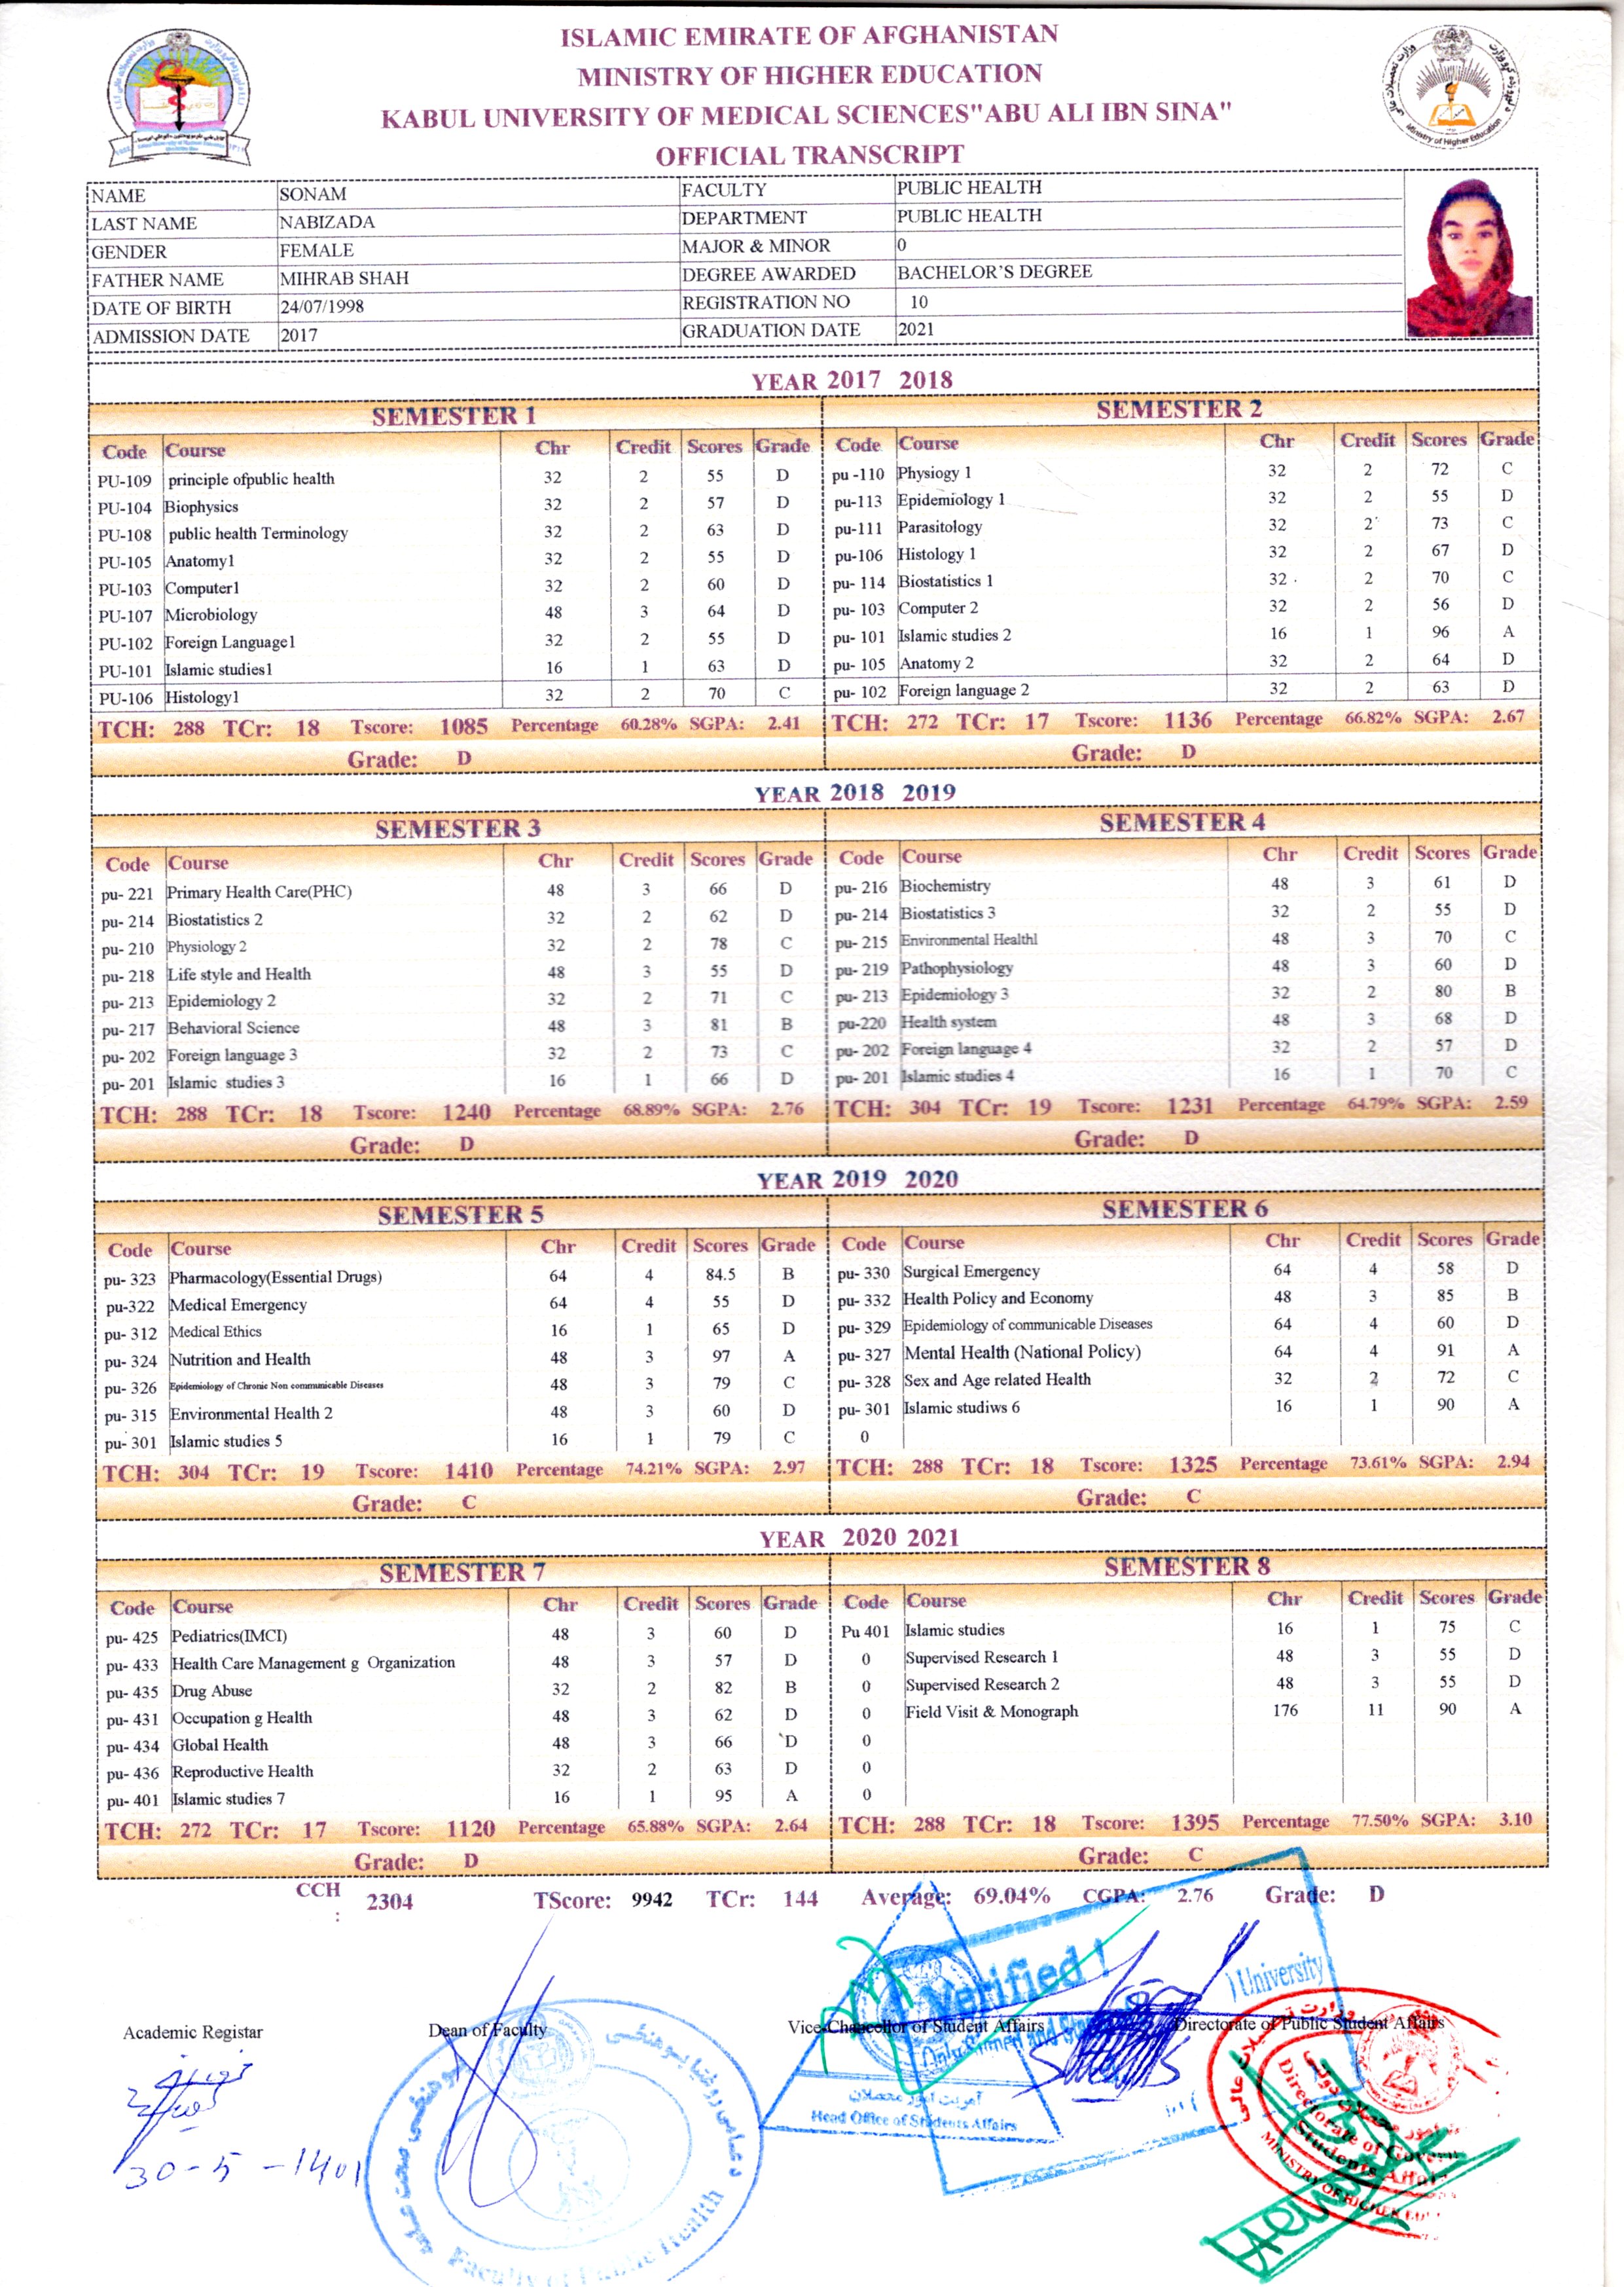 ISLAMIC EMIRATE OF AFGHANISTAN
MINISTRY OF HIGHER EDUCATION
KABUL UNIVERSITY OF MEDICAL SCIENCES"ABU ALI IBN SINA"
OFFICIAL TRANSCRIPT
Ministry of Higher Education
NAME SONAM FACULTY PUBLIC HEALTH
LAST NAME NABIZADA DEPARTMENT PUBLIC HEALTH
GENDER FEMALE MAJOR & MINOR 0
FATHER NAME MIHRAB SHAH DEGREE AWARDED BACHELOR'S DEGREE
DATE OF BIRTH 24/07/1998 REGISTRATION NO 10
ADMISSION DATE 2017 GRADUATION DATE 2021
YEAR 2017 2018
SEMESTER 1 SEMESTER 2
Code Course Chr Credit Scores Grade Code Course Chr Credit Scores Grade
PU-109 principle ofpublic health 32 2 55 D pu -110 Physiogy 1 32 2 72 C
PU-104 Biophysics 32 2 57 D pu-113 Epidemiology 1 32 2 55 D
PU-108 public health Terminology 32 2 63 D pu-111 Parasitology 32 2 73 C
PU-105 Anatomy1 32 2 55 D pu-106 Histology 1 32 2 67 D
PU-103 Computer1 32 2 60 D pu- 114 Biostatistics 1 32 2 70 C
PU-107 Microbiology 48 3 64 D pu- 103 Computer 2 32 2 56 D
PU-102 Foreign Language1 32 2 55 D pu- 101 Islamic studies 2 16 1 96 A
PU-101 Islamic studies1 16 1 63 D pu- 105 Anatomy 2 32 2 64 D
PU-106 Histology1 32 2 70 C pu- 102 Foreign language 2 32 2 63 D
TCH: 288 TCr: 18 Tscore: 1085 Percentage 60.28% SGPA: 2.41 TCH: 272 TCr: 17 Tscore: 1136 Percentage 66.82% SGPA: 2.67
Grade: D Grade: D
YEAR 2018 2019
SEMESTER 3 SEMESTER 4
Code Course Chr Credit Scores Grade Code Course Chr Credit Scores Grade
pu- 221 Primary Health Care(PHC) 48 3 66 D pu- 216 Biochemistry 48 3 61 D
pu- 214 Biostatistics 2 32 2 62 D pu- 214 Biostatistics 3 32 2 55 D
pu- 210 Physiology 2 32 2 78 C pu- 215 Environmental Health1 48 3 70 C
pu- 218 Life style and Health 48 3 55 D pu- 219 Pathophysiology 48 3 60 D
pu- 213 Epidemiology 2 32 2 71 C pu- 213 Epidemiology 3 32 2 80 B
pu- 217 Behavioral Science 48 3 81 B pu-220 Health system 48 3 68 D
pu- 202 Foreign language 3 32 2 73 C pu- 202 Foreign language 4 32 2 57 D
pu- 201 Islamic studies 3 16 1 66 D pu- 201 Islamic studies 4 16 1 70 C
TCH: 288 TCr: 18 Tscore: 1240 Percentage 68.89% SGPA: 2.76 TCH: 304 TCr: 19 Tscore: 1231 Percentage 64.79% SGPA: 2.59
Grade: D Grade: D
YEAR 2019 2020
SEMESTER 5 SEMESTER 6
Code Course Chr Credit Scores Grade Code Course Chr Credit Scores Grade
pu- 323 Pharmacology(Essential Drugs) 64 4 84.5 B pu- 330 Surgical Emergency 64 4 58 D
pu-322 Medical Emergency 64 4 55 D pu- 332 Health Policy and Economy 48 3 85 B
pu- 312 Medical Ethics 16 1 65 D pu- 329 Epidemiology of communicable Diseases 64 4 60 D
pu- 324 Nutrition and Health 48 3 97 A pu- 327 Mental Health (National Policy) 64 4 91 A
pu- 326 Epidemiology of Chronic Non communicable Diseases 48 3 79 C pu- 328 Sex and Age related Health 32 2 72 C
pu- 315 Environmental Health 2 48 3 60 D pu- 301 Islamic studiws 6 16 1 90 A
pu- 301 Islamic studies 5 16 1 79 C 0
TCH: 304 TCr: 19 Tscore: 1410 Percentage 74.21% SGPA: 2.97 TCH: 288 TCr: 18 Tscore: 1325 Percentage 73.61% SGPA: 2.94
Grade: C Grade: C
YEAR 2020 2021
SEMESTER 7 SEMESTER 8
Code Course Chr Credit Scores Grade Code Course Chr Credit Scores Grade
pu- 425 Pediatrics(IMCI) 48 3 60 D Pu 401 Islamic studies 16 1 75 C
pu- 433 Health Care Management g Organization 48 3 57 D 0 Supervised Research 1 48 3 55 D
pu- 435 Drug Abuse 32 2 82 B 0 Supervised Research 2 48 3 55 D
pu- 431 Occupation g Health 48 3 62 D 0 Field Visit & Monograph 176 11 90 A
pu- 434 Global Health 48 3 66 D 0
pu- 436 Reproductive Health 32 2 63 D 0
pu- 401 Islamic studies 7 16 1 95 A 0
TCH: 272 TCr: 17 Tscore: 1120 Percentage 65.88% SGPA: 2.64 TCH: 288 TCr: 18 Tscore: 1395 Percentage 77.50% SGPA: 3.10
Grade: D Grade: C
CCH : 2304 TScore: 9942 TCr: 144 Average: 69.04% CGPA: 2.76 Grade: D
Verified !
University
Academic Registar Dean of Faculty Vice-Chancellor of Student Affairs Directorate of Public Student Affairs
آمریت امور محصلان
Head Office of Students Affairs
Directorate of
Students Affai
MINISTRY OF HIGHER
30-5-1401
Faculty of Public Health